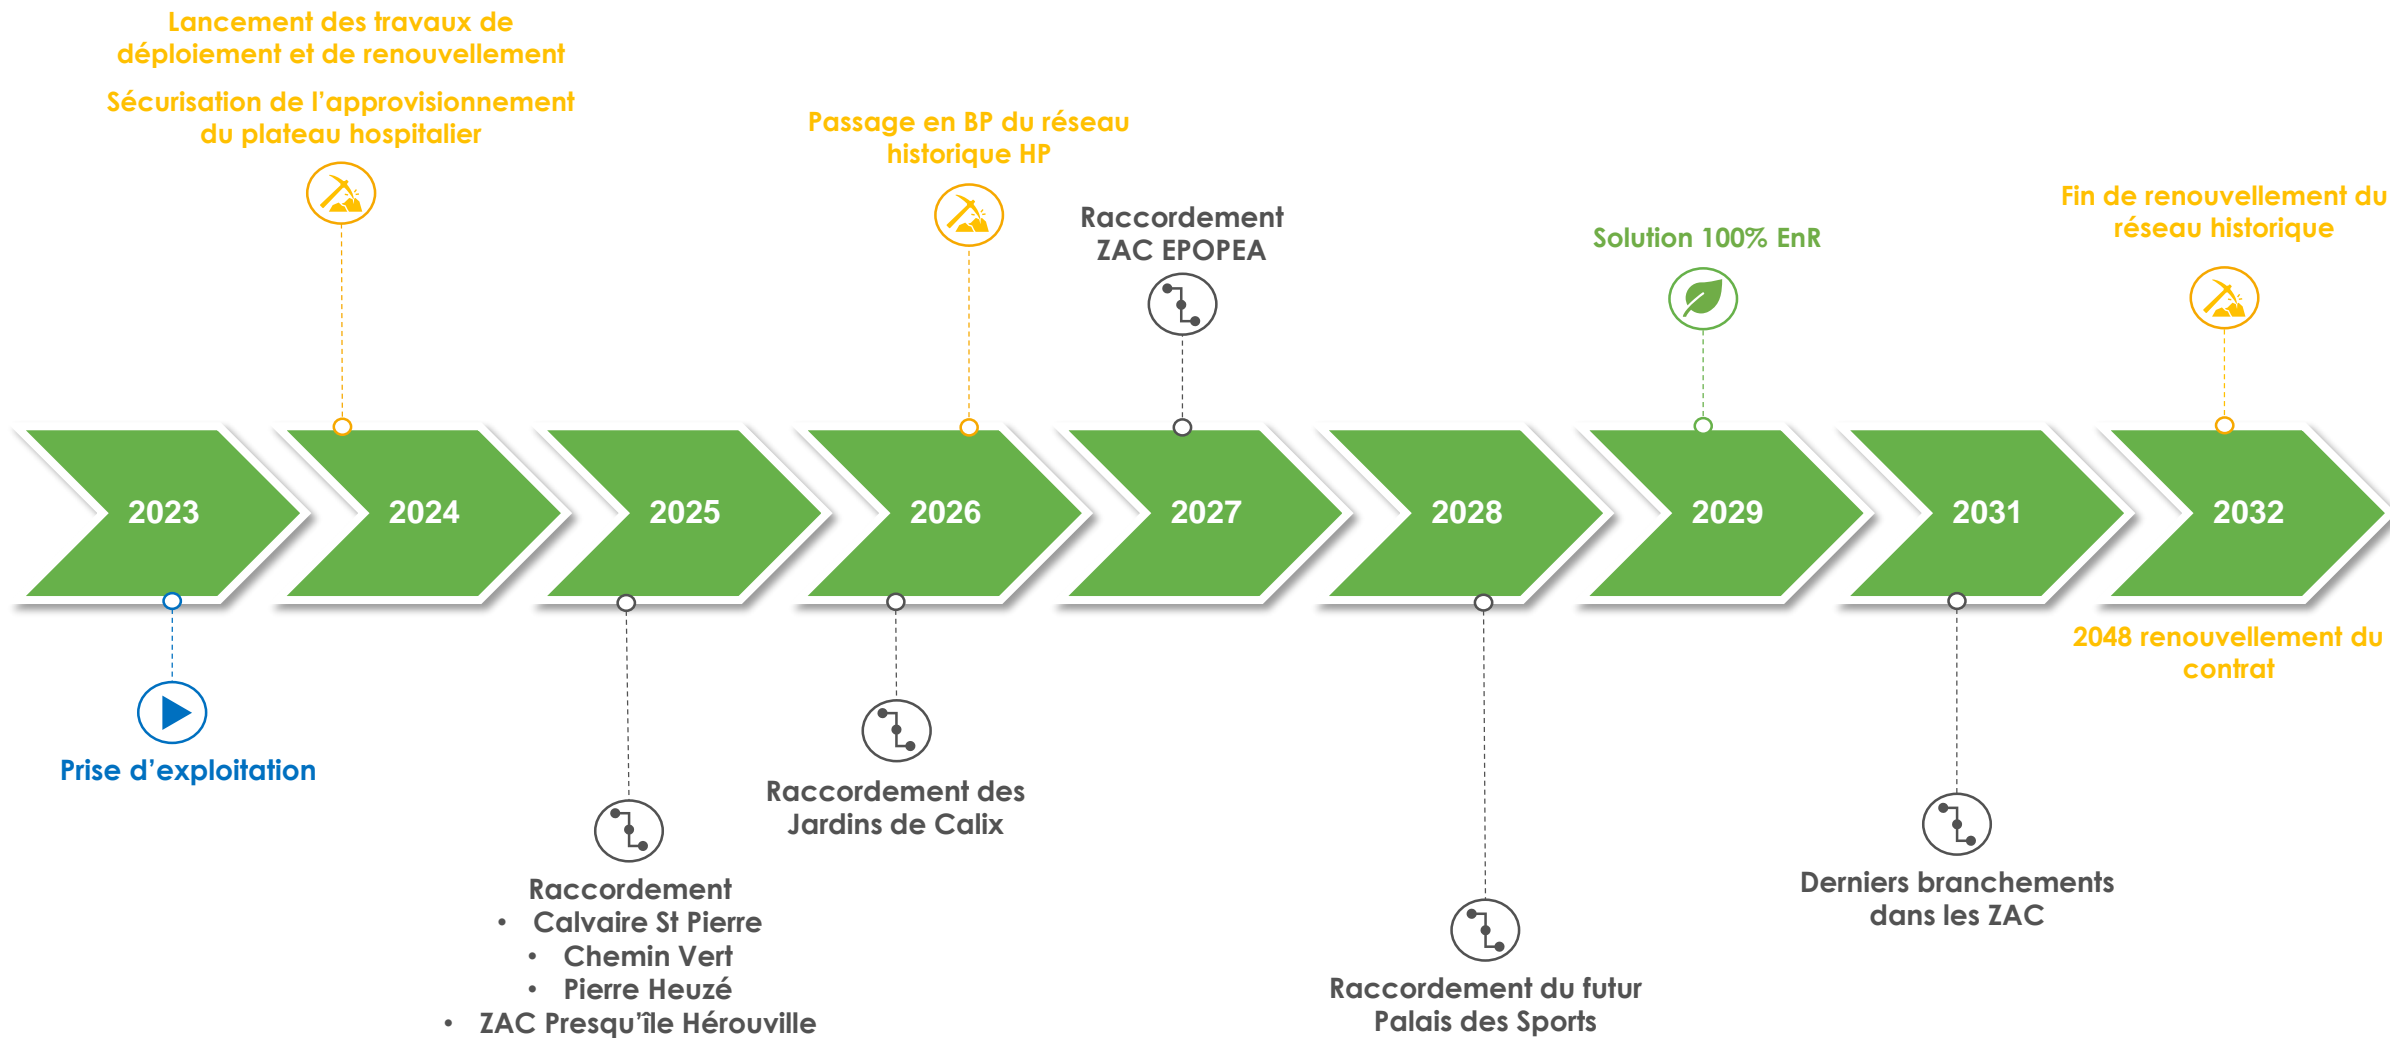 Lancement des travaux de
déploiement et de renouvellement
Sécurisation de l’approvisionnement
du plateau hospitalier
Passage en BP du réseau
historique HP
Raccordement
ZAC EPOPEA
Solution 100% EnR
Fin de renouvellement du
réseau historique
2023
2024
2025
2026
2027
2028
2029
2031
2032
Prise d’exploitation
Raccordement
• Calvaire St Pierre
• Chemin Vert
• Pierre Heuzé
• ZAC Presqu’île Hérouville
Raccordement des
Jardins de Calix
Raccordement du futur
Palais des Sports
Derniers branchements
dans les ZAC
2048 renouvellement du
contrat